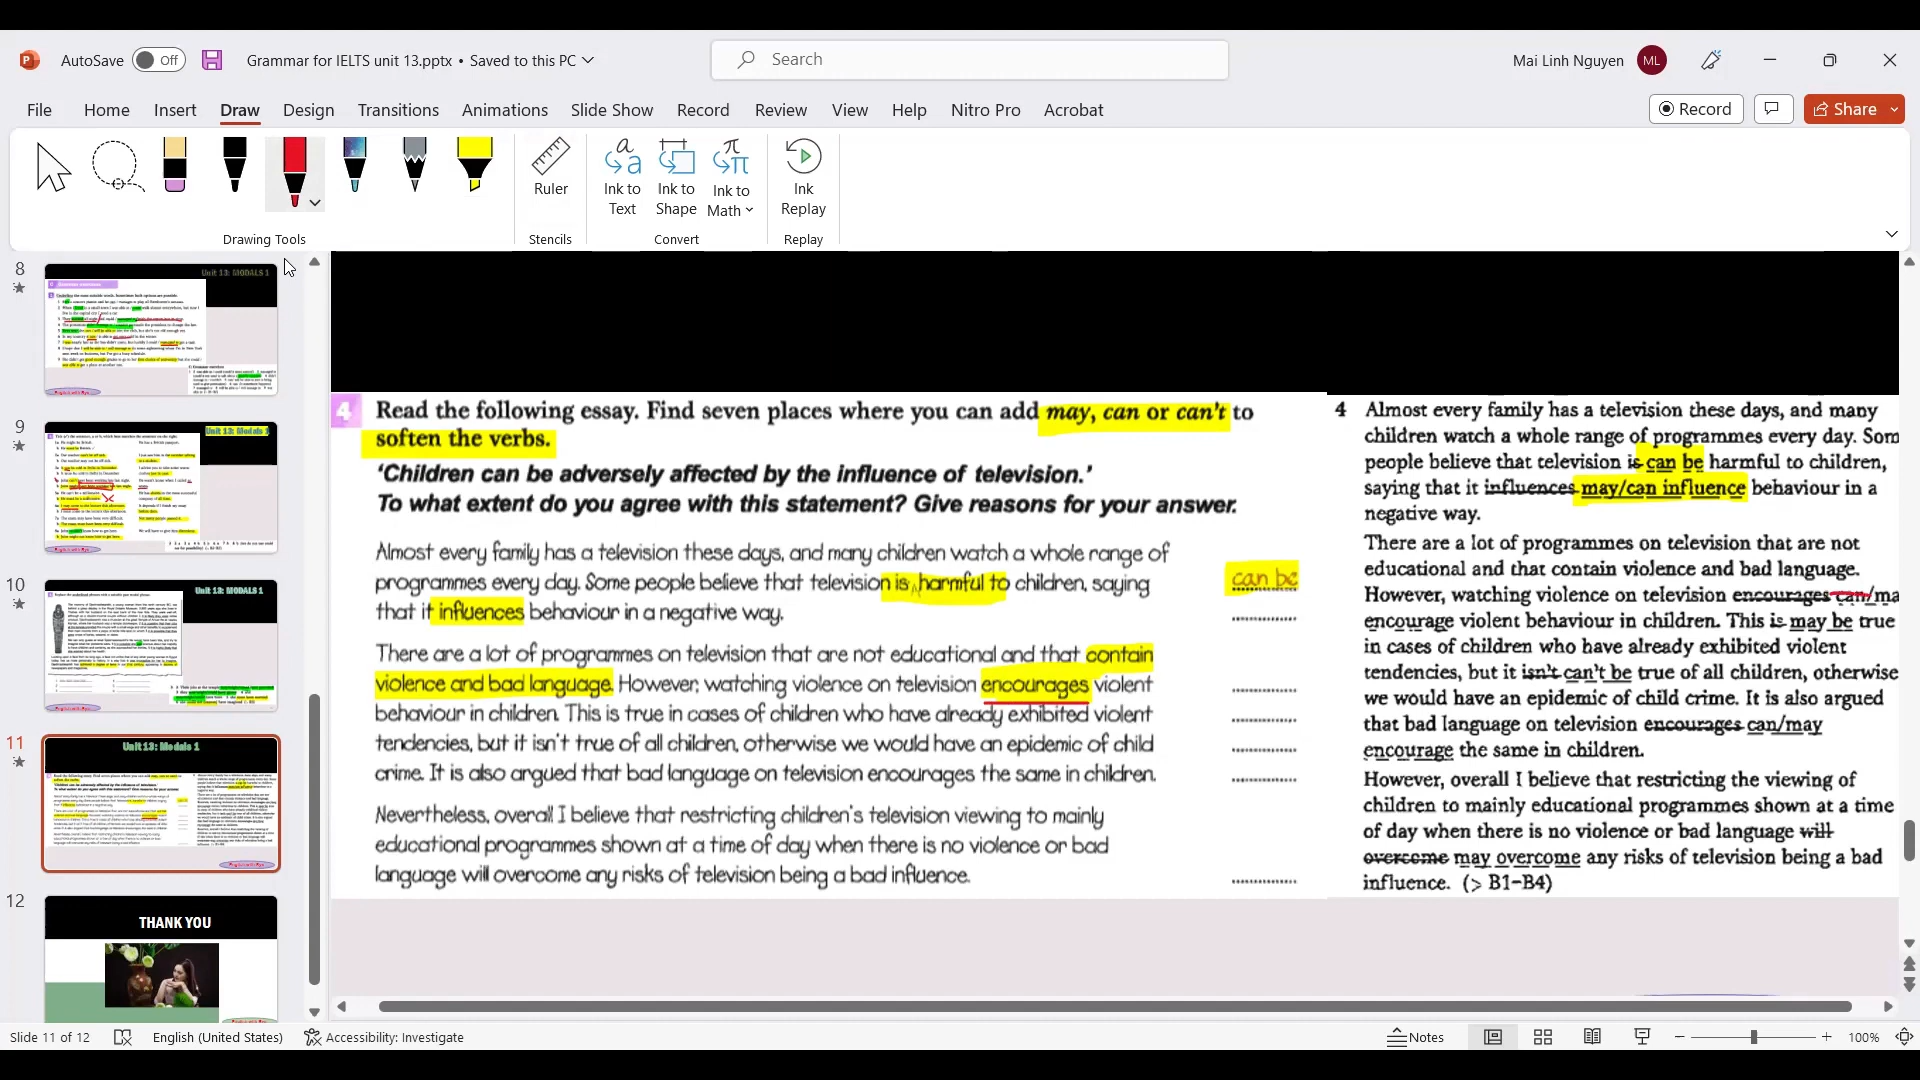 AutoSave Off Grammar for IELTS unit 13.pptx • Saved to this PC Search Mai Linh Nguyen ML
File Home Insert Draw Design Transitions Animations Slide Show Record Review View Help Nitro Pro Acrobat Record Share
Ruler Ink to Text Ink to Shape Ink to Math Ink Replay
Drawing Tools Stencils Convert Replay
8
Unit 13: MODALS 1
9
Unit 13: MODALS 1
10
Unit 13: MODALS 1
11
Unit 13: Modals 1
12
THANK YOU
4 Read the following essay. Find seven places where you can add may, can or can't to
soften the verbs.
'Children can be adversely affected by the influence of television.'
To what extent do you agree with this statement? Give reasons for your answer.
Almost every family has a television these days, and many children watch a whole range of
programmes every day. Some people believe that television is harmful to children, saying
can be
that it influences behaviour in a negative way.
There are a lot of programmes on television that are not educational and that contain
violence and bad language. However, watching violence on television encourages violent
behaviour in children. This is true in cases of children who have already exhibited violent
tendencies, but it isn't true of all children, otherwise we would have an epidemic of child
crime. It is also argued that bad language on television encourages the same in children.
Nevertheless, overall I believe that restricting children's television viewing to mainly
educational programmes shown at a time of day when there is no violence or bad
language will overcome any risks of television being a bad influence.
4 Almost every family has a television these days, and many
children watch a whole range of programmes every day. Som
people believe that television is can be harmful to children,
saying that it influences may/can influence behaviour in a
negative way.
There are a lot of programmes on television that are not
educational and that contain violence and bad language.
However, watching violence on television encourages can/ma
encourage violent behaviour in children. This is may be true
in cases of children who have already exhibited violent
tendencies, but it isn't can't be true of all children, otherwise
we would have an epidemic of child crime. It is also argued
that bad language on television encourages can/may
encourage the same in children.
However, overall I believe that restricting the viewing of
children to mainly educational programmes shown at a time
of day when there is no violence or bad language will
overcome may overcome any risks of television being a bad
influence. (> B1–B4)
Slide 11 of 12 English (United States) Accessibility: Investigate Notes 100%